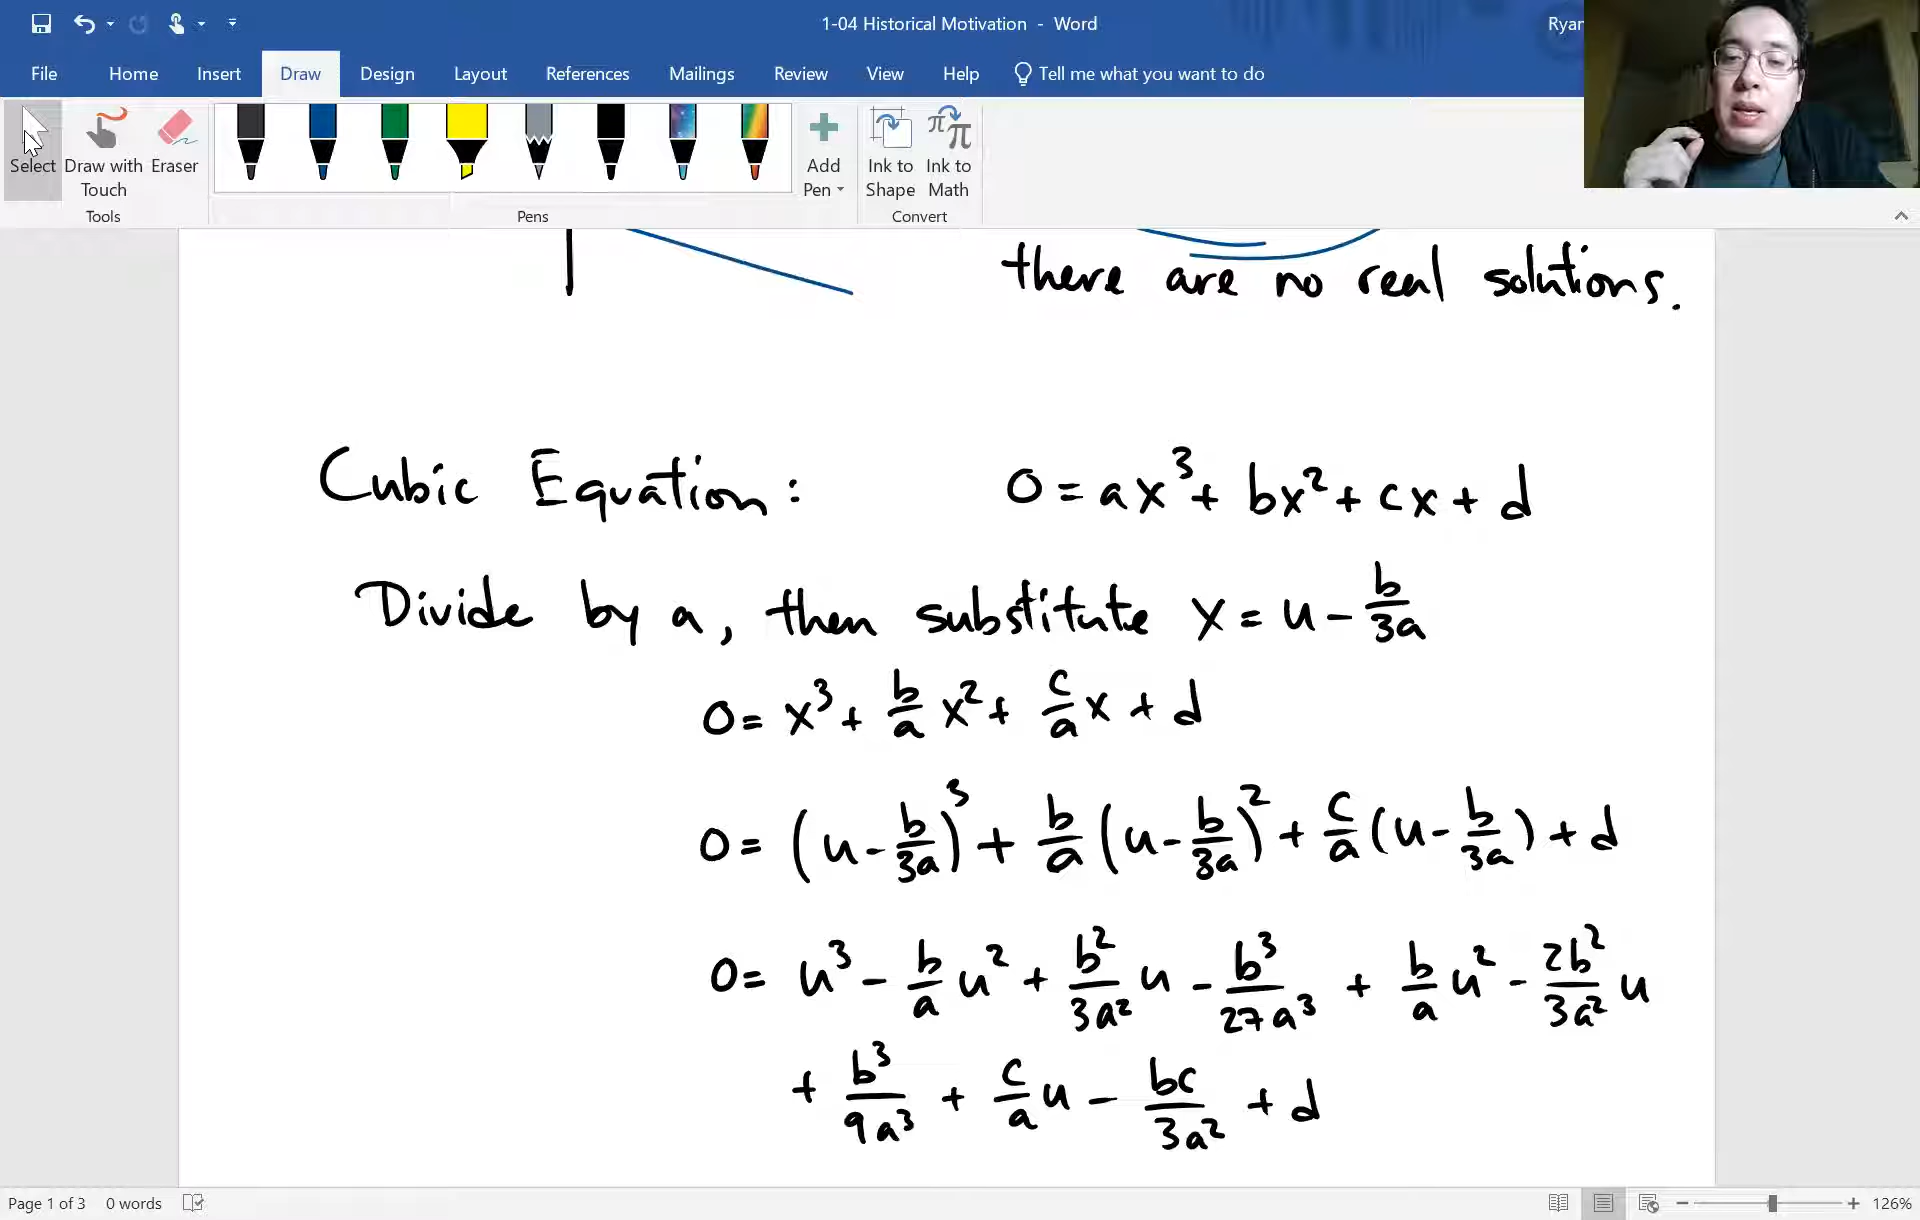 1-04 Historical Motivation - Word
Ryan
File Home Insert Draw Design Layout References Mailings Review View Help Tell me what you want to do
Select Draw with Touch Eraser Add Pen Ink to Shape Ink to Math
Tools Pens Convert
there are no real solutions.
Cubic Equation: 0 = ax³ + bx² + cx + d
Divide by a, then substitute x = u - b/3a
0 = x³ + b/a x² + c/a x + d
0 = (u - b/3a)³ + b/a (u - b/3a)² + c/a (u - b/3a) + d
0 = u³ - b/a u² + b²/3a² u - b³/27a³ + b/a u² - 2b²/3a² u
+ b³/9a³ + c/a u - bc/3a² + d
Page 1 of 3 0 words 126%